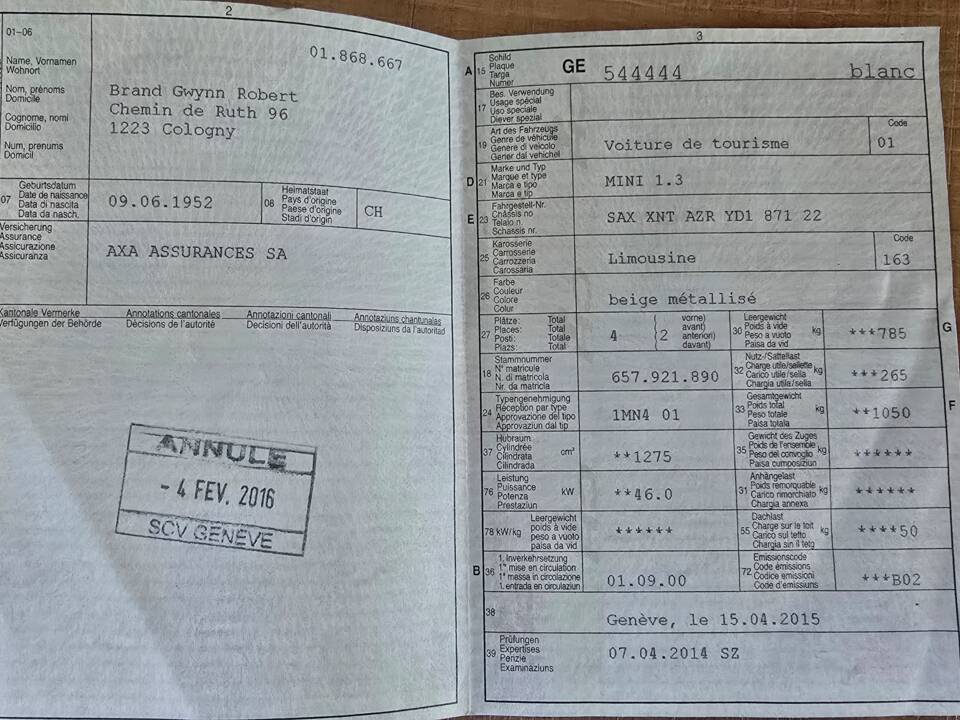 2
01-06
01.868.667
Name, Vornamen
Wohnort
Nom, prénoms
Domicile
Cognome, nomi
Domicilio
Num, prenums
Domicil
Brand Gwynn Robert
Chemin de Ruth 96
1223 Cologny
07
Geburtsdatum
Date de naissance
Data di nascita
Data da nasch.
09.06.1952
08
Heimatstaat
Pays d'origine
Paese d'origine
Stadi d'origin
CH
Versicherung
Assurance
Assicurazione
Assicuranza
AXA ASSURANCES SA
Kantonale Vermerke Annotations cantonales Annotazioni cantonali Annotaziuns chantunalas
Verfügungen der Behörde Décisions de l'autorité Decisioni dell'autorità Disposiziuns da l'autoritad
ANNULE
- 4 FEV. 2016
SCV GENEVE
3
A 15
Schild
Plaque
Targa
Numer
GE 544444 blanc
17
Bes. Verwendung
Usage spécial
Uso speciale
Diever spezial
19
Art des Fahrzeugs
Genre de véhicule
Genere di veicolo
Gener dal vehichel
Voiture de tourisme
Code
01
D 21
Marke und Typ
Marque et type
Marca e tipo
Marca e tip
MINI 1.3
E 23
Fahrgestell-Nr.
Châssis no
Telaio n.
Schassis nr.
SAX XNT AZR YD1 871 22
25
Karosserie
Carrosserie
Carrozzeria
Carossaria
Limousine
Code
163
26
Farbe
Couleur
Colore
Colur
beige métallisé
27
Plätze: Total
Places: Total
Posti: Totale
Plazs: Total
4 2
vorne)
avant)
anteriori)
davant)
30
Leergewicht
Poids à vide
Peso a vuoto
Paisa da vid
kg
***785
G
18
Stammnummer
N° matricule
N. di matricola
Nr. da matricla
657.921.890
32
Nutz-/Sattellast
Charge utile/sellette
Carico utile/sella
Chargia utila/sella
kg
***265
24
Typengenehmigung
Réception par type
Approvazione del tipo
Approvaziun dal tip
1MN4 01
33
Gesamtgewicht
Poids total
Peso totale
Paisa totala
kg
**1050
F
37
Hubraum
Cylindrée
Cilindrata
Cilindrada
cm³
**1275
35
Gewicht des Zuges
Poids de l'ensemble
Peso del convoglio
Paisa cumposiziun
kg
******
76
Leistung
Puissance
Potenza
Prestaziun
kW
**46.0
31
Anhängelast
Poids remorquable
Carico rimorchiato
Chargia annexa
kg
******
78 kW/kg
Leergewicht
poids à vide
peso a vuoto
paisa da vid
******
55
Dachlast
Charge sur le toit
Carico sul tetto
Chargia sin il tetg
kg
****50
B 36
1. Inverkehrsetzung
1re mise en circulation
1a messa in circolazione
1. entrada en circulaziun
01.09.00
72
Emissionscode
Code émissions
Codice emissioni
Code d'emissiuns
***B02
38
Genève, le 15.04.2015
39
Prüfungen
Expertises
Perizie
Examinaziuns
07.04.2014 SZ